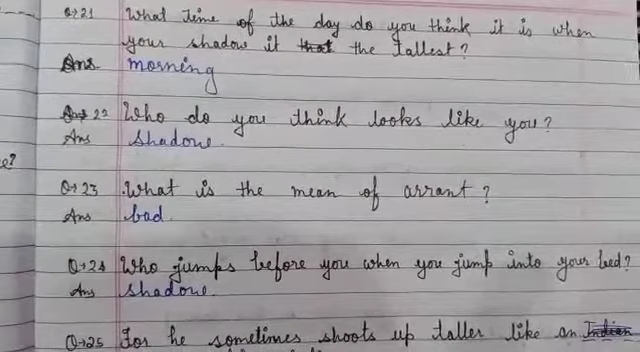 Q→21 What time of the day do you think it is when
your shadow it the tallest?
Ans morning
Q→22 Who do you think looks like you?
Ans Shadow.
e?
Q→23 What is the mean of arrant?
Ans bad.
Q→24 Who jumps before you when you jump into your bed?
Ans Shadow.
Q→25 For he sometimes shoots up taller like an Indian